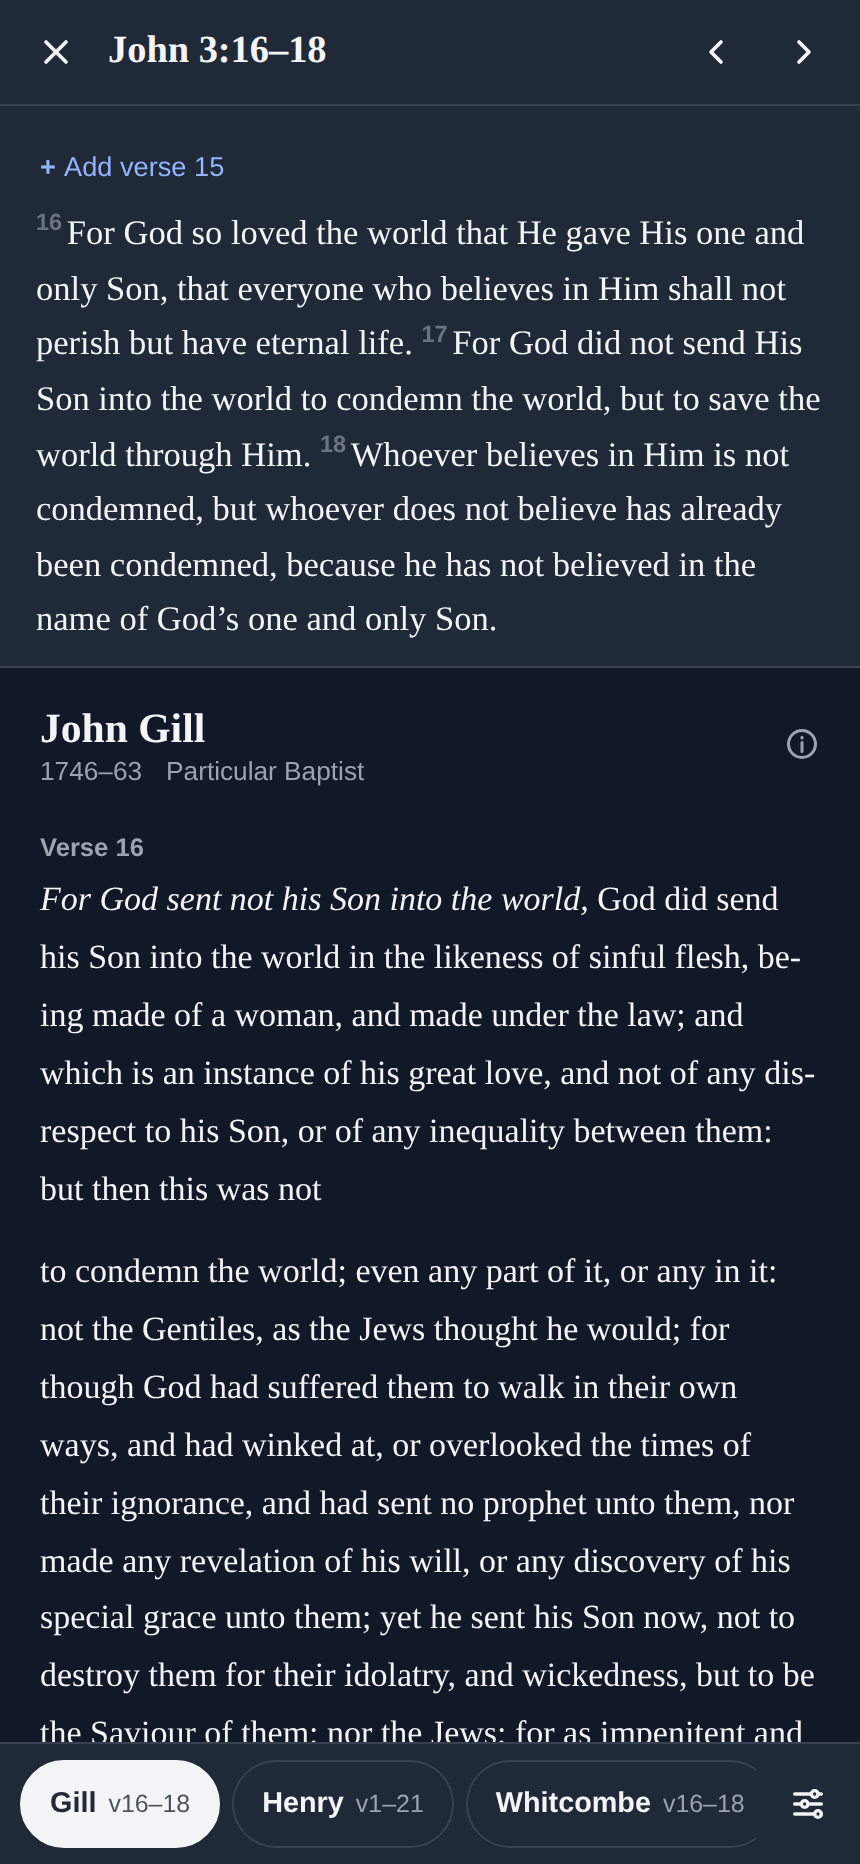 John 3:16–18
+ Add verse 15
16 For God so loved the world that He gave His one and
only Son, that everyone who believes in Him shall not
perish but have eternal life. 17 For God did not send His
Son into the world to condemn the world, but to save the
world through Him. 18 Whoever believes in Him is not
condemned, but whoever does not believe has already
been condemned, because he has not believed in the
name of God’s one and only Son.
John Gill
1746–63 Particular Baptist
Verse 16
For God sent not his Son into the world, God did send
his Son into the world in the likeness of sinful flesh, be-
ing made of a woman, and made under the law; and
which is an instance of his great love, and not of any dis-
respect to his Son, or of any inequality between them:
but then this was not
to condemn the world; even any part of it, or any in it:
not the Gentiles, as the Jews thought he would; for
though God had suffered them to walk in their own
ways, and had winked at, or overlooked the times of
their ignorance, and had sent no prophet unto them, nor
made any revelation of his will, or any discovery of his
special grace unto them; yet he sent his Son now, not to
destroy them for their idolatry, and wickedness, but to be
the Saviour of them; nor the Jews; for as impenitent and
Gill v16–18 Henry v1–21 Whitcombe v16–18